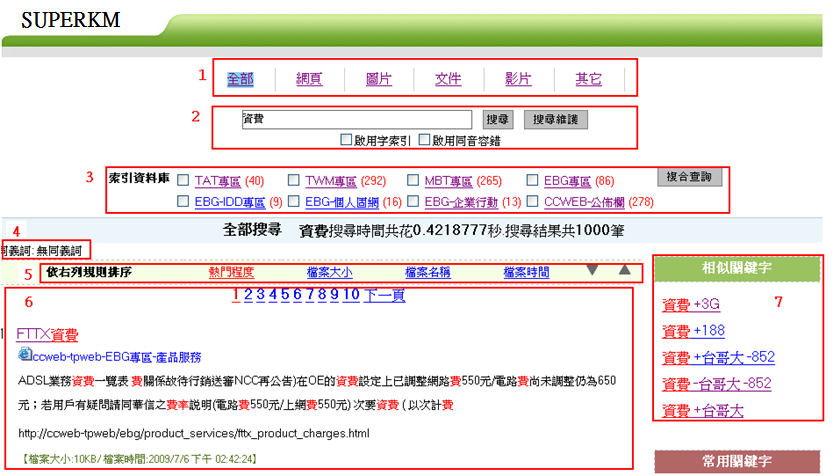 SUPERKM
1 全部 網頁 圖片 文件 影片 其它
2 資費 搜尋 搜尋維護
啟用字索引 啟用同音容錯
3 索引資料庫 TAT專區 (40) TWM專區 (292) MBT專區 (265) EBG專區 (86) 複合查詢
EBG-IDD專區 (9) EBG-個人固網 (16) EBG-企業行動 (13) CCWEB-公佈欄 (278)
4 全部搜尋 資費搜尋時間共花0.4218777秒.搜尋結果共1000筆
同義詞: 無同義詞
5 依右列規則排序 熱門程度 檔案大小 檔案名稱 檔案時間 ▼ ▲
6 1 2 3 4 5 6 7 8 9 10 下一頁
1 FTTX資費
ccweb-tpweb-EBG專區-產品服務
ADSL業務資費一覽表 費關係故待行銷送審NCC再公告)在OE的資費設定上已調整網路費550元/電路費尚未調整仍為650
元；若用戶有疑問請同華信之費率說明(電路費550元/上網費550元) 次要資費 ( 以次計費
http://ccweb-tpweb/ebg/product_services/fttx_product_charges.html
【檔案大小:10KB/ 檔案時間:2009/7/6 下午 02:42:24】
相似關鍵字
7
資費 +3G
資費 +188
資費 +台哥大 -852
資費 -台哥大 -852
資費 +台哥大
常用關鍵字